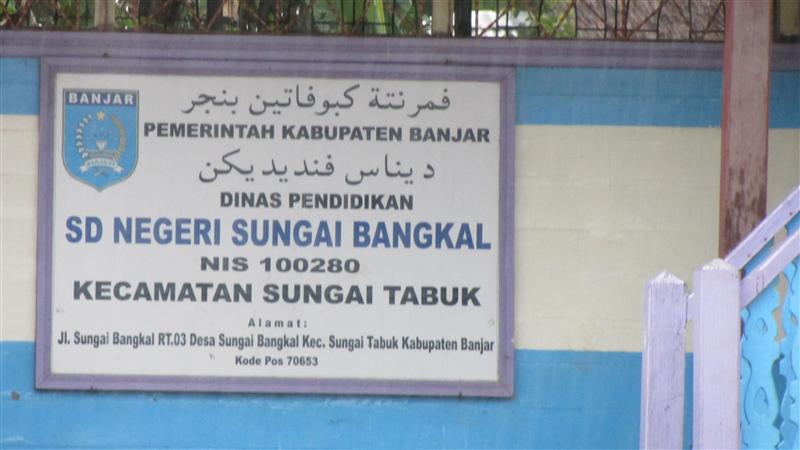 BANJAR
فمرنتة كبوفاتين بنجر
PEMERINTAH KABUPATEN BANJAR
ديناس فنديديكن
DINAS PENDIDIKAN
SD NEGERI SUNGAI BANGKAL
NIS 100280
KECAMATAN SUNGAI TABUK
Alamat:
Jl. Sungai Bangkal RT.03 Desa Sungai Bangkal Kec. Sungai Tabuk Kabupaten Banjar
Kode Pos 70653